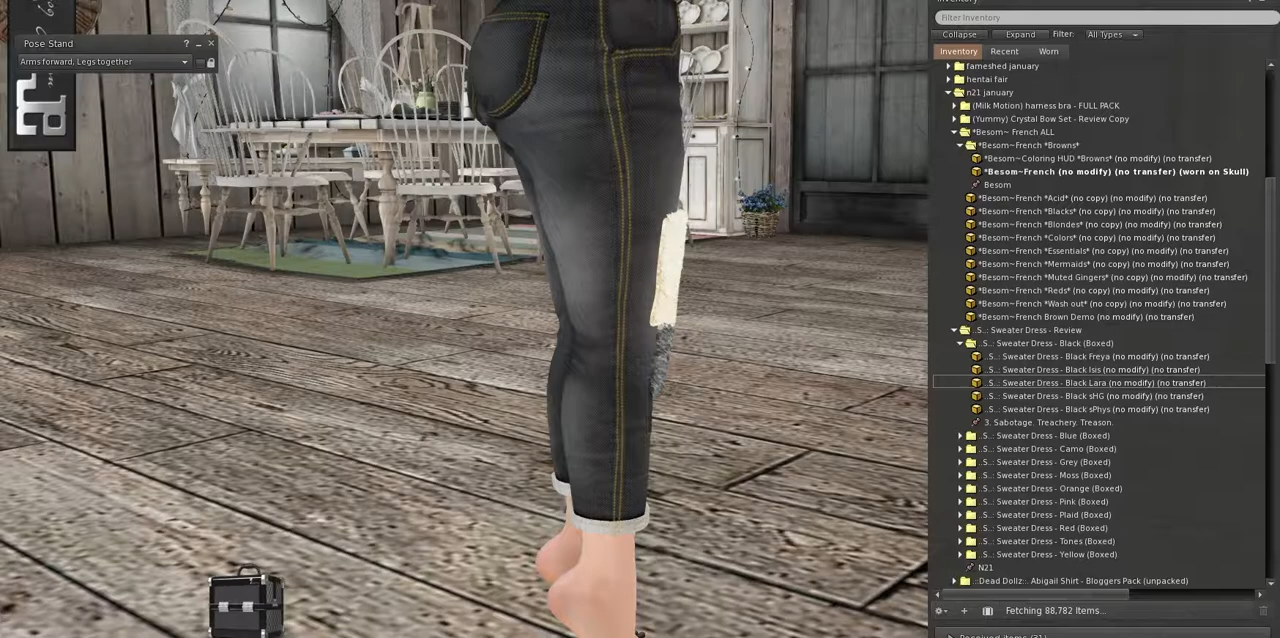 Pose Stand
Arms forward, Legs together
Inventory
Filter Inventory
Collapse Expand Filter: All Types
Inventory Recent Worn
fameshed january
hentai fair
n21 january
(Milk Motion) harness bra - FULL PACK
(Yummy) Crystal Bow Set - Review Copy
*Besom~ French ALL
*Besom~French *Browns*
*Besom~Coloring HUD *Browns* (no modify) (no transfer)
*Besom~French (no modify) (no transfer) (worn on Skull)
Besom
*Besom~French *Acid* (no copy) (no modify) (no transfer)
*Besom~French *Blacks* (no copy) (no modify) (no transfer)
*Besom~French *Blondes* (no copy) (no modify) (no transfer)
*Besom~French *Colors* (no copy) (no modify) (no transfer)
*Besom~French *Essentials* (no copy) (no modify) (no transfer)
*Besom~French *Mermaids* (no copy) (no modify) (no transfer)
*Besom~French *Muted Gingers* (no copy) (no modify) (no transfer)
*Besom~French *Reds* (no copy) (no modify) (no transfer)
*Besom~French *Wash out* (no copy) (no modify) (no transfer)
*Besom~French Brown Demo (no modify) (no transfer)
..S..: Sweater Dress - Review
..S..: Sweater Dress - Black (Boxed)
..S..: Sweater Dress - Black Freya (no modify) (no transfer)
..S..: Sweater Dress - Black Isis (no modify) (no transfer)
..S..: Sweater Dress - Black Lara (no modify) (no transfer)
..S..: Sweater Dress - Black sHG (no modify) (no transfer)
..S..: Sweater Dress - Black sPhys (no modify) (no transfer)
3. Sabotage. Treachery. Treason.
..S..: Sweater Dress - Blue (Boxed)
..S..: Sweater Dress - Camo (Boxed)
..S..: Sweater Dress - Grey (Boxed)
..S..: Sweater Dress - Moss (Boxed)
..S..: Sweater Dress - Orange (Boxed)
..S..: Sweater Dress - Pink (Boxed)
..S..: Sweater Dress - Plaid (Boxed)
..S..: Sweater Dress - Red (Boxed)
..S..: Sweater Dress - Tones (Boxed)
..S..: Sweater Dress - Yellow (Boxed)
N21
.::Dead Dollz::. Abigail Shirt - Bloggers Pack (unpacked)
Fetching 88,782 Items...
Received items (31)